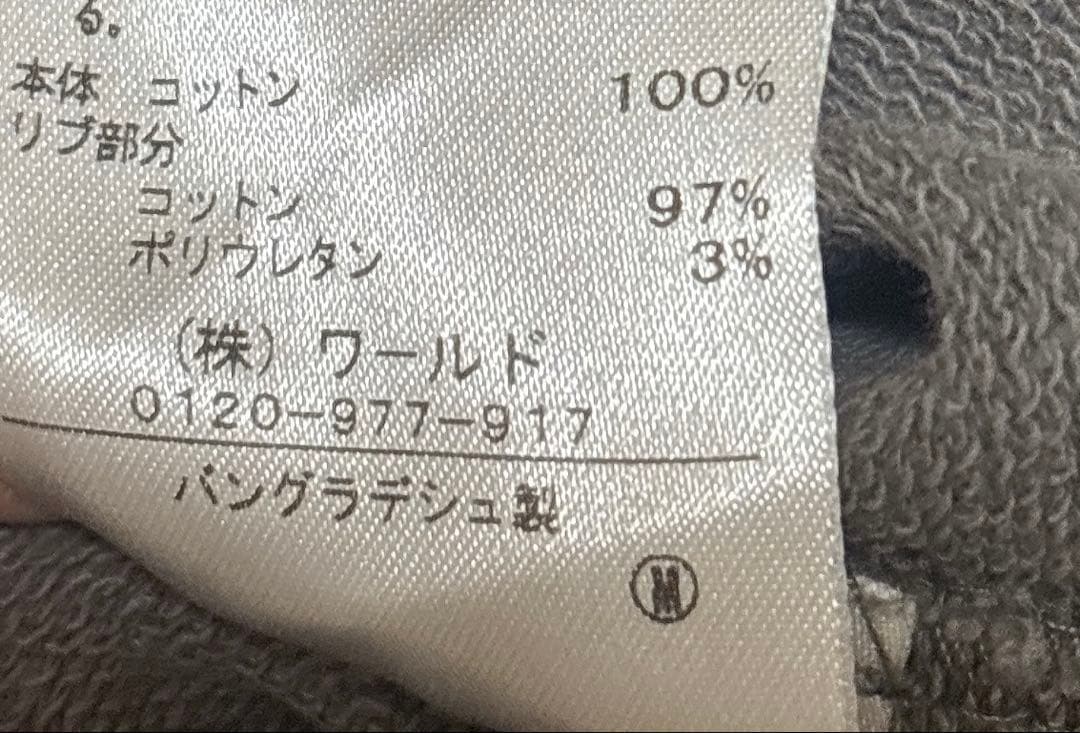 る。
本体　コットン　100%
リブ部分
コットン　97%
ポリウレタン　3%
(株) ワールド
0120-977-917
バングラデシュ製
Ⓜ